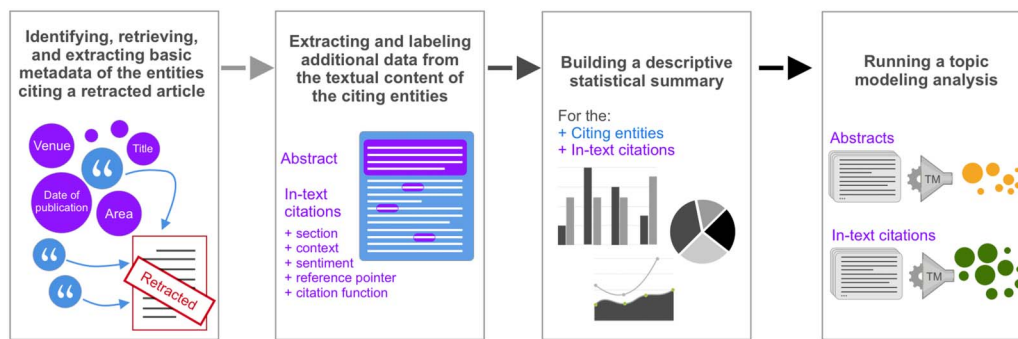 Identifying, retrieving,
and extracting basic
metadata of the entities
citing a retracted article
Venue
Title
Date of
publication
Area
Retracted
Extracting and labeling
additional data from
the textual content of
the citing entities
Abstract
In-text
citations
+ section
+ context
+ sentiment
+ reference pointer
+ citation function
Building a descriptive
statistical summary
For the:
+ Citing entities
+ In-text citations
Running a topic
modeling analysis
Abstracts
TM
In-text citations
TM